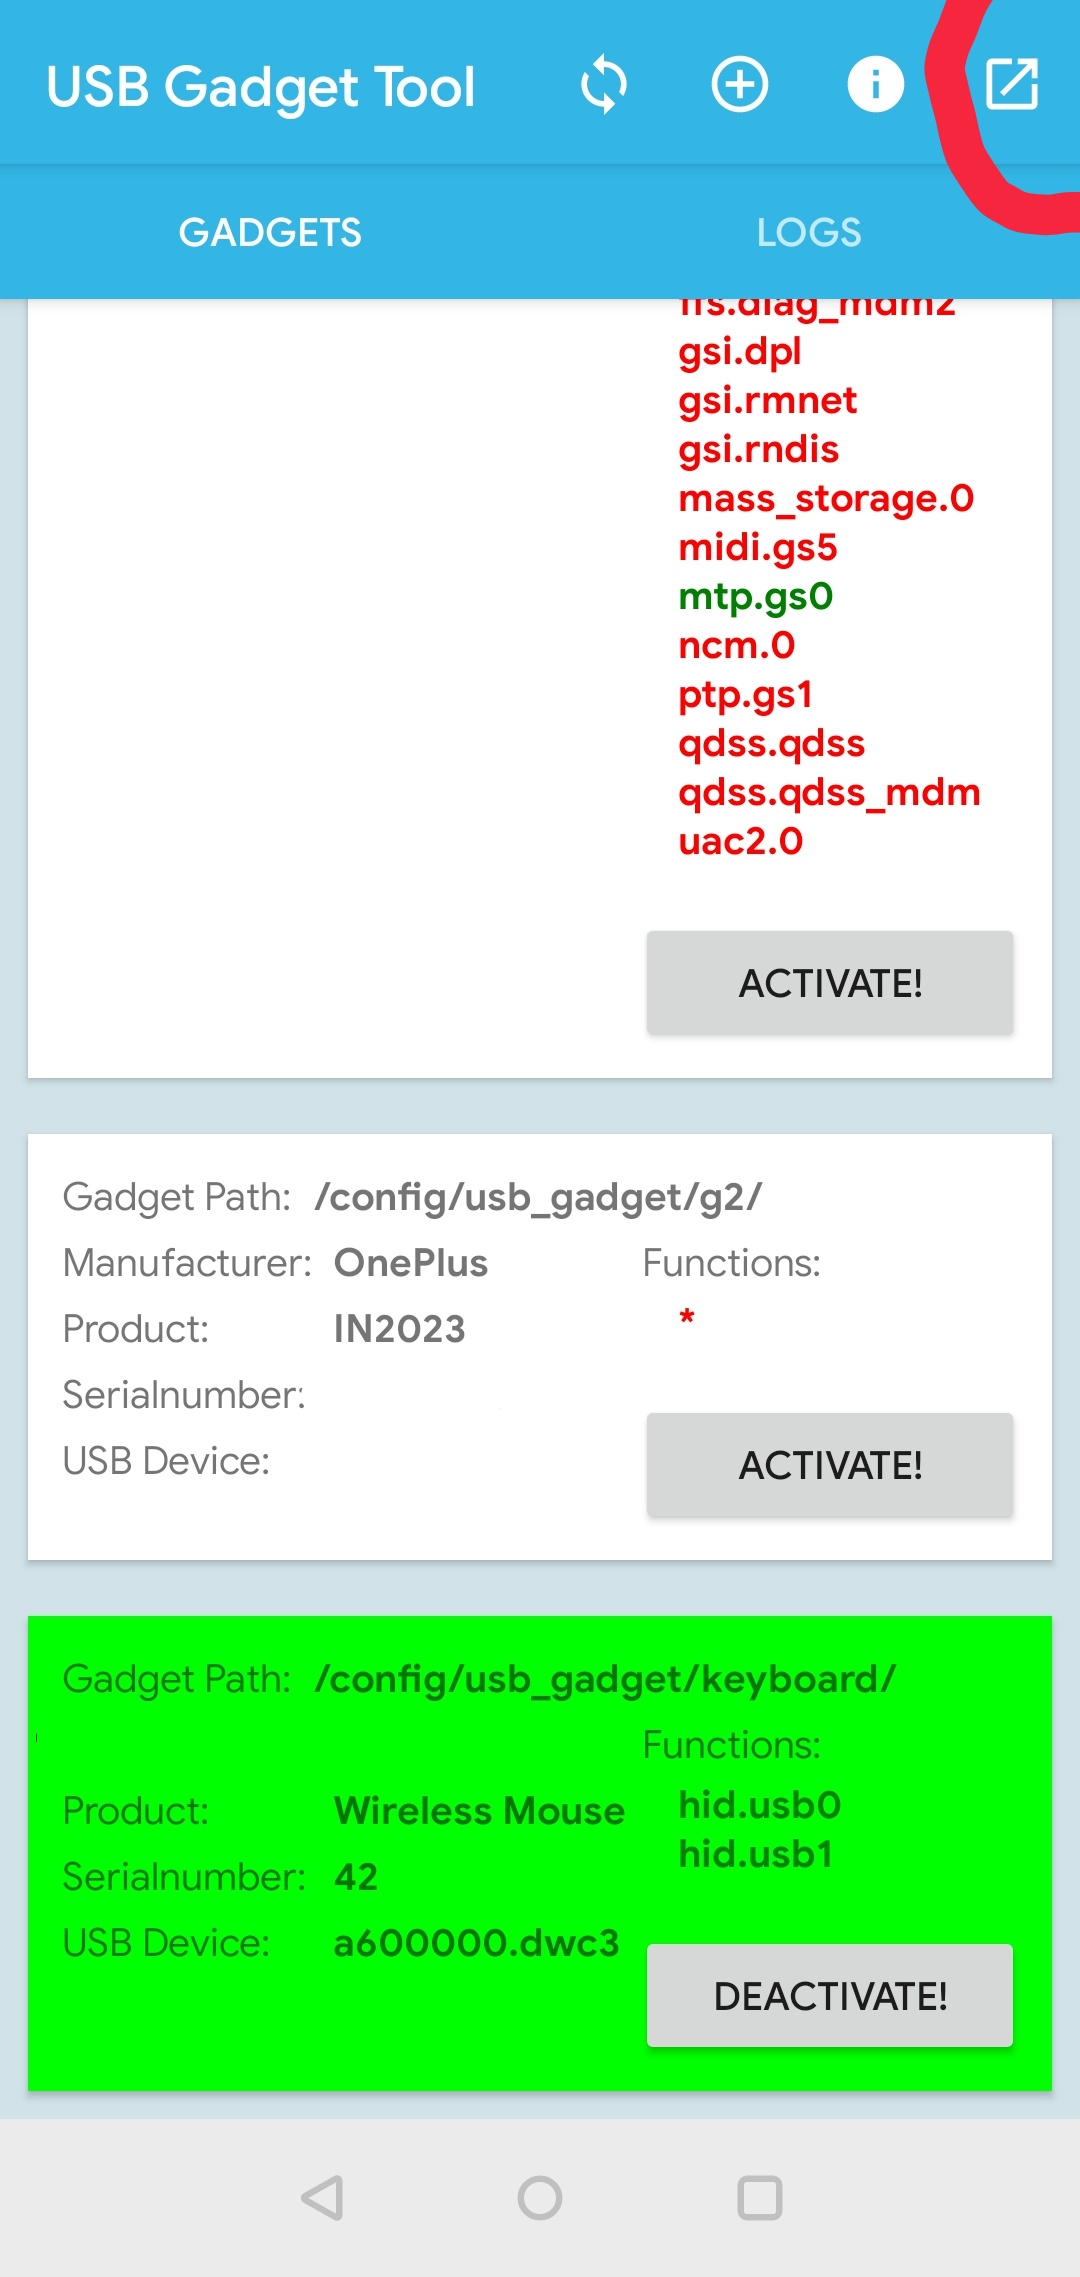 USB Gadget Tool
GADGETS
LOGS
ffs.diag_mdm2
gsi.dpl
gsi.rmnet
gsi.rndis
mass_storage.0
midi.gs5
mtp.gs0
ncm.0
ptp.gs1
qdss.qdss
qdss.qdss_mdm
uac2.0
ACTIVATE!
Gadget Path: /config/usb_gadget/g2/
Manufacturer: OnePlus Functions:
*
Product: IN2023
Serialnumber:
USB Device:
ACTIVATE!
Gadget Path: /config/usb_gadget/keyboard/
Functions:
Product: Wireless Mouse hid.usb0
hid.usb1
Serialnumber: 42
USB Device: a600000.dwc3
DEACTIVATE!